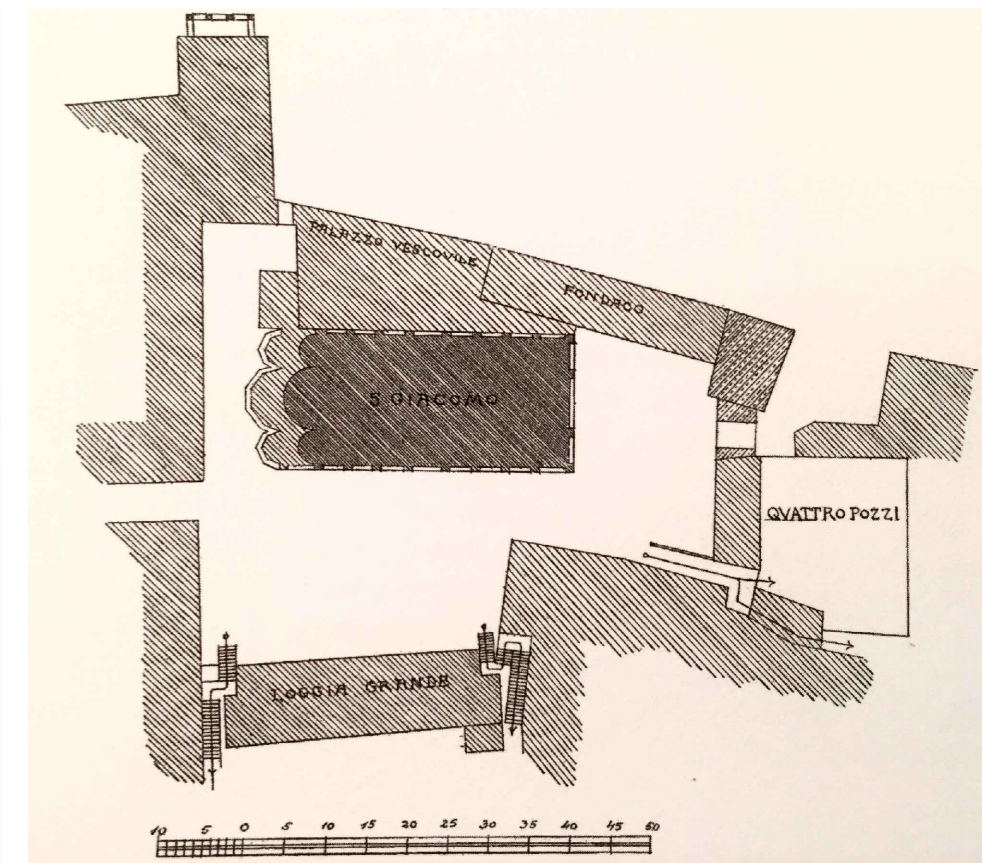 PALAZZO VESCOVILE
FONDACO
S GIACOMO
QVATTRO POZZI
LOGGIA GRANDE
10 5 0 5 10 15 20 25 30 35 40 45 50